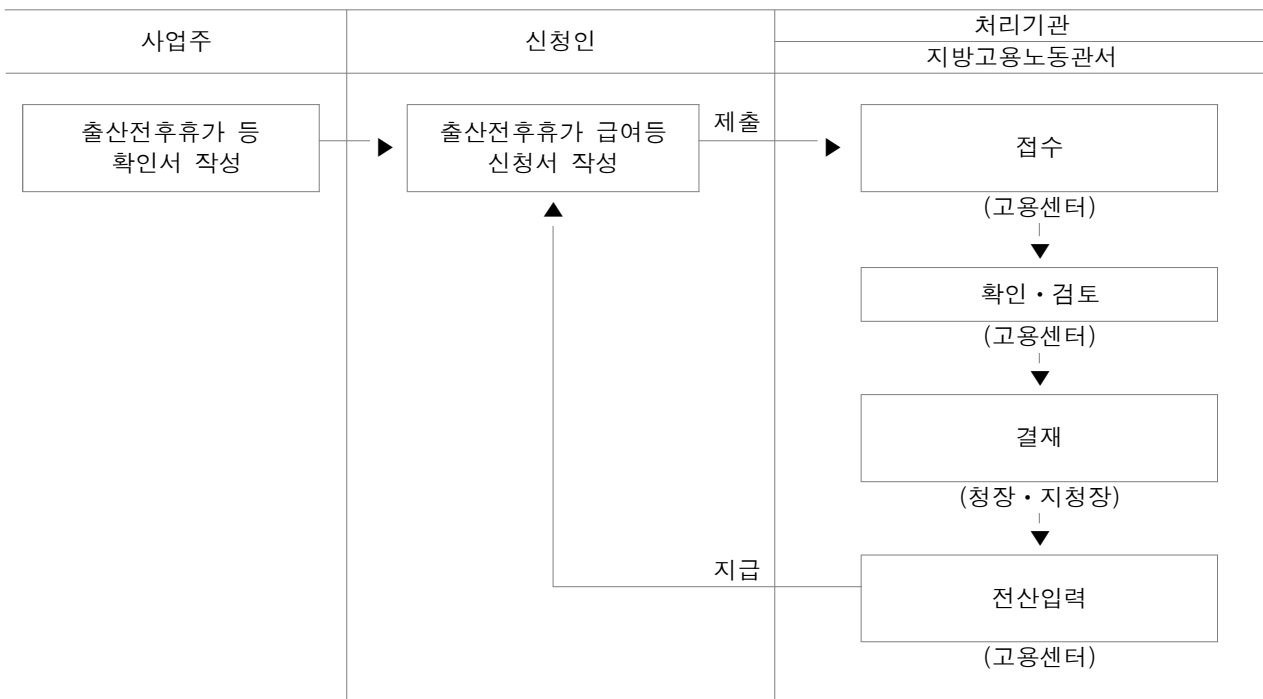 사업주
신청인
처리기관
지방고용노동관서
출산전후휴가 등
확인서 작성
출산전후휴가 급여등
신청서 작성
제출
접수
(고용센터)
확인・검토
(고용센터)
결재
(청장・지청장)
지급
전산입력
(고용센터)